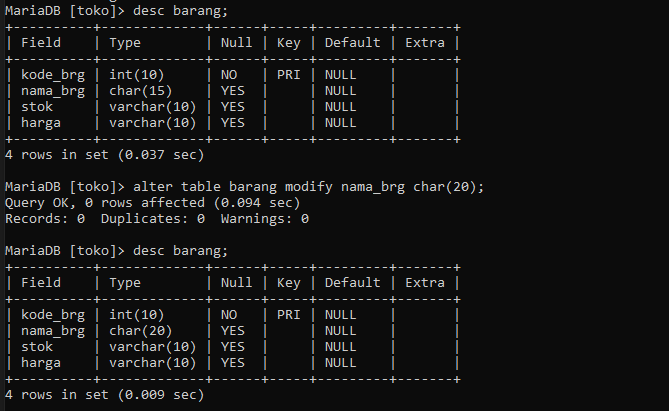 MariaDB [toko]> desc barang;
+----------+-------------+------+-----+---------+-------+
| Field    | Type        | Null | Key | Default | Extra |
+----------+-------------+------+-----+---------+-------+
| kode_brg | int(10)     | NO   | PRI | NULL    |       |
| nama_brg | char(15)    | YES  |     | NULL    |       |
| stok     | varchar(10) | YES  |     | NULL    |       |
| harga    | varchar(10) | YES  |     | NULL    |       |
+----------+-------------+------+-----+---------+-------+
4 rows in set (0.037 sec)
MariaDB [toko]> alter table barang modify nama_brg char(20);
Query OK, 0 rows affected (0.094 sec)
Records: 0  Duplicates: 0  Warnings: 0
MariaDB [toko]> desc barang;
+----------+-------------+------+-----+---------+-------+
| Field    | Type        | Null | Key | Default | Extra |
+----------+-------------+------+-----+---------+-------+
| kode_brg | int(10)     | NO   | PRI | NULL    |       |
| nama_brg | char(20)    | YES  |     | NULL    |       |
| stok     | varchar(10) | YES  |     | NULL    |       |
| harga    | varchar(10) | YES  |     | NULL    |       |
+----------+-------------+------+-----+---------+-------+
4 rows in set (0.009 sec)